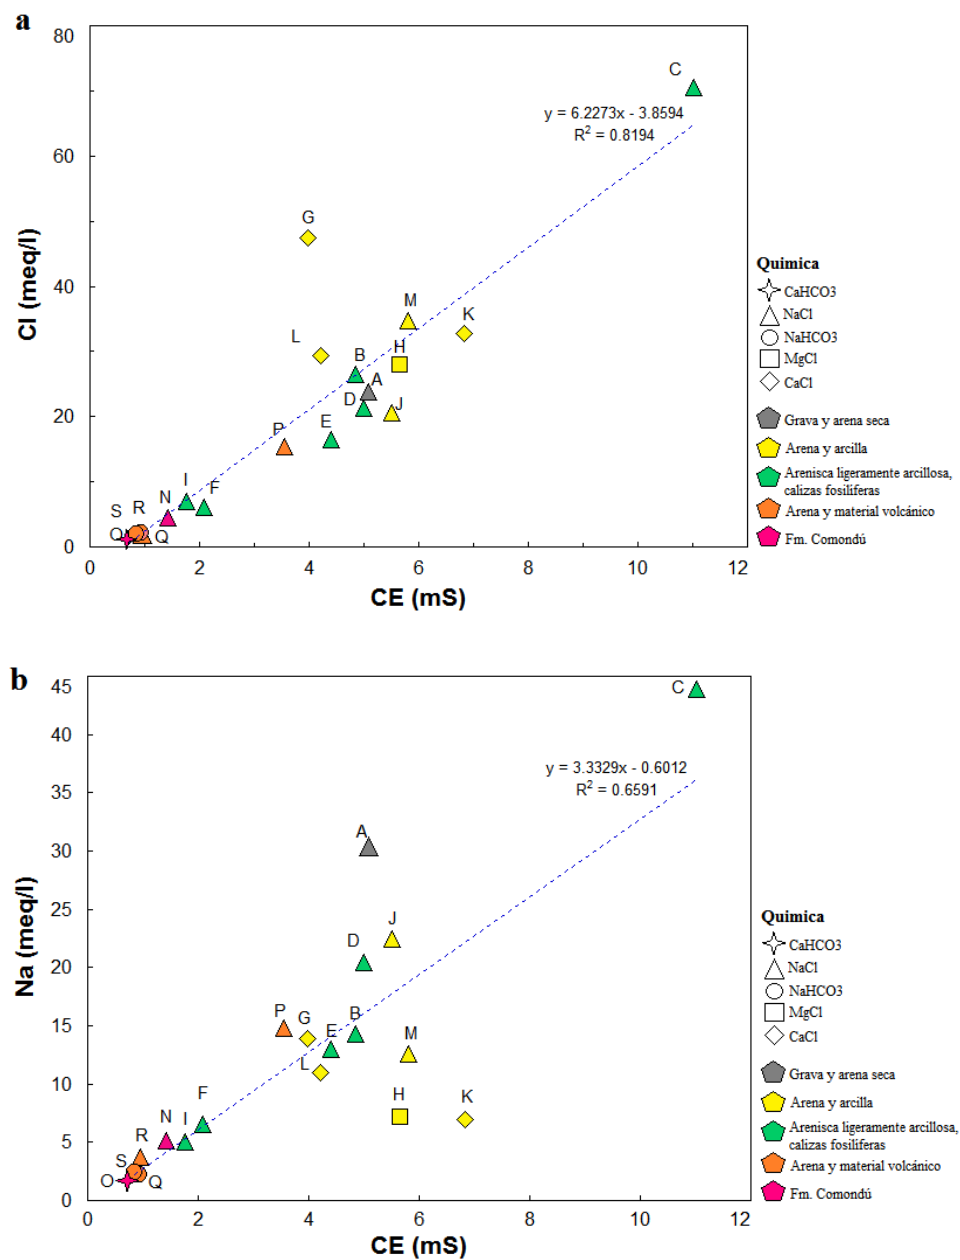 a
80
60
40
20
0
Cl (meq/l)
C
y = 6.2273x - 3.8594
R² = 0.8194
G
M
K
L
B
H
A
D
J
E
P
I
F
N
R
S
O
Q
0 2 4 6 8 10 12
CE (mS)
Quimica
CaHCO3
NaCl
NaHCO3
MgCl
CaCl
Grava y arena seca
Arena y arcilla
Arenisca ligeramente arcillosa,
calizas fosilíferas
Arena y material volcánico
Fm. Comondú
b
45
40
35
30
25
20
15
10
5
0
Na (meq/l)
C
y = 3.3329x - 0.6012
R² = 0.6591
A
J
D
P
G
B
E
M
L
H
K
F
N
I
R
S
O
Q
0 2 4 6 8 10 12
CE (mS)
Quimica
CaHCO3
NaCl
NaHCO3
MgCl
CaCl
Grava y arena seca
Arena y arcilla
Arenisca ligeramente arcillosa,
calizas fosilíferas
Arena y material volcánico
Fm. Comondú